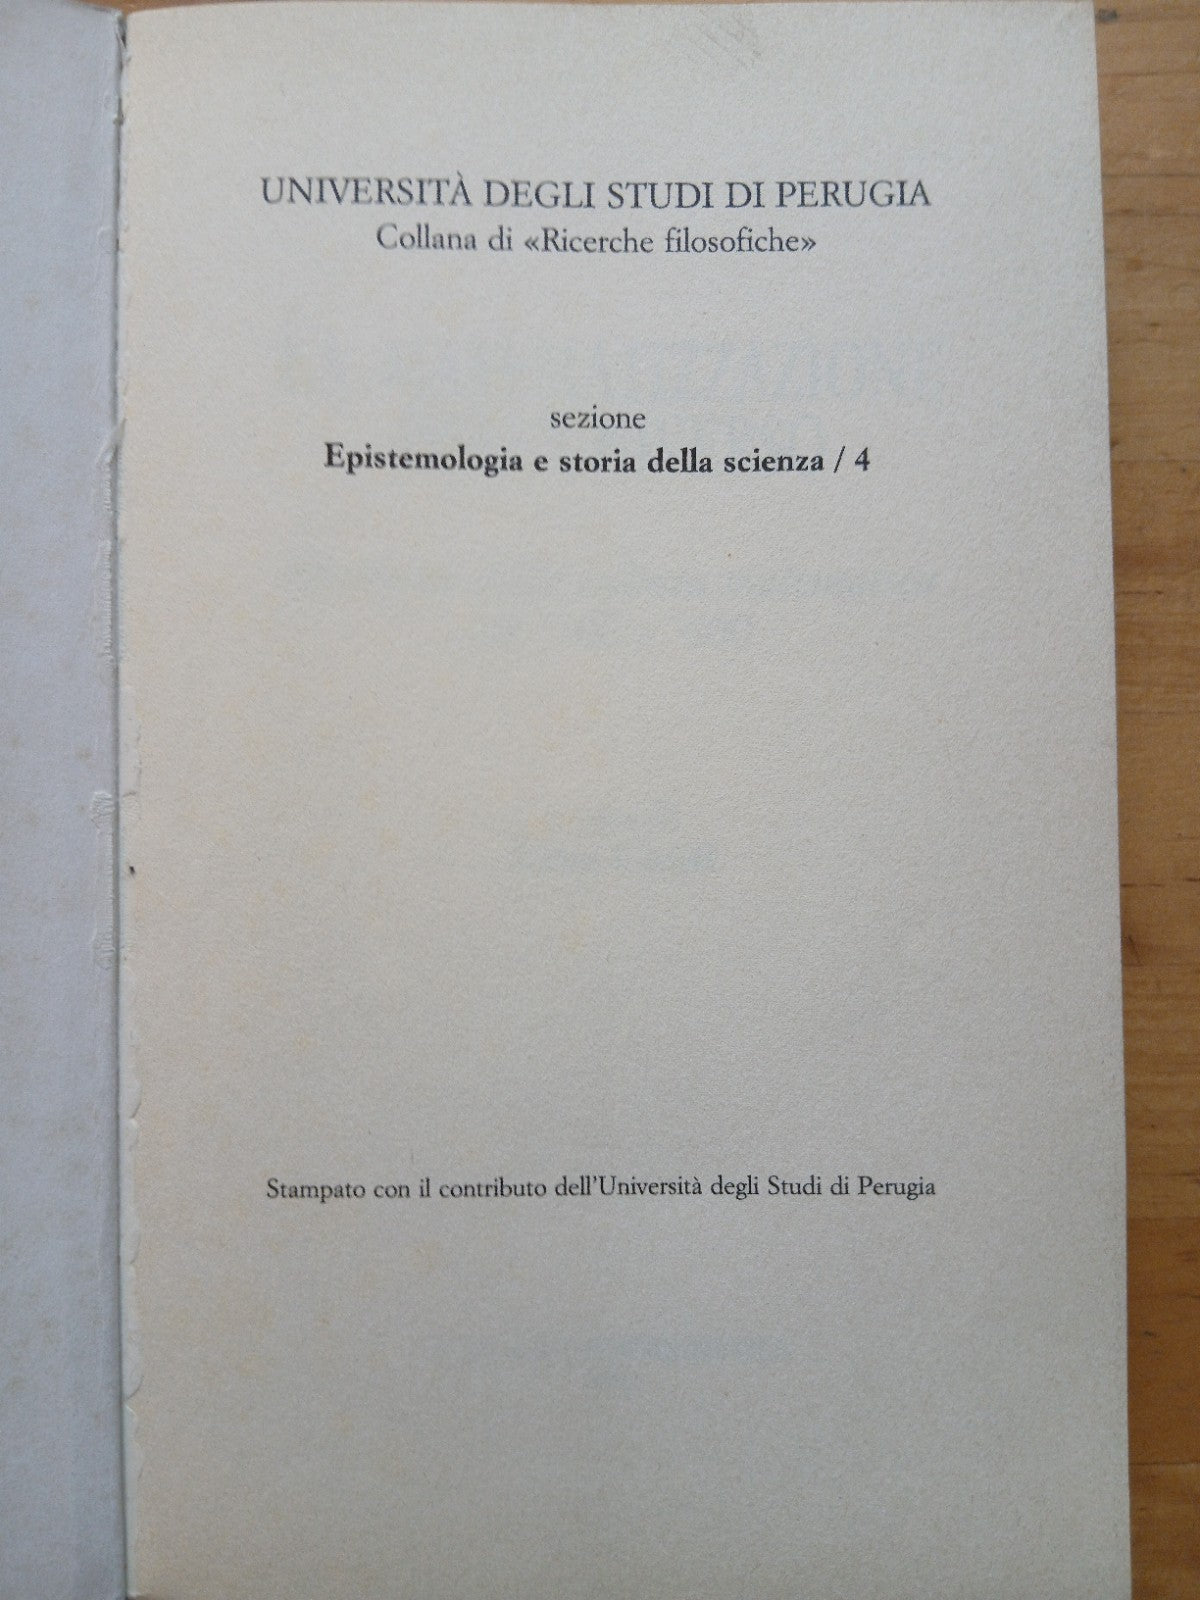 UNIVERSITÀ DEGLI STUDI DI PERUGIA
Collana di «Ricerche filosofiche»
sezione
Epistemologia e storia della scienza / 4
Stampato con il contributo dell'Università degli Studi di Perugia